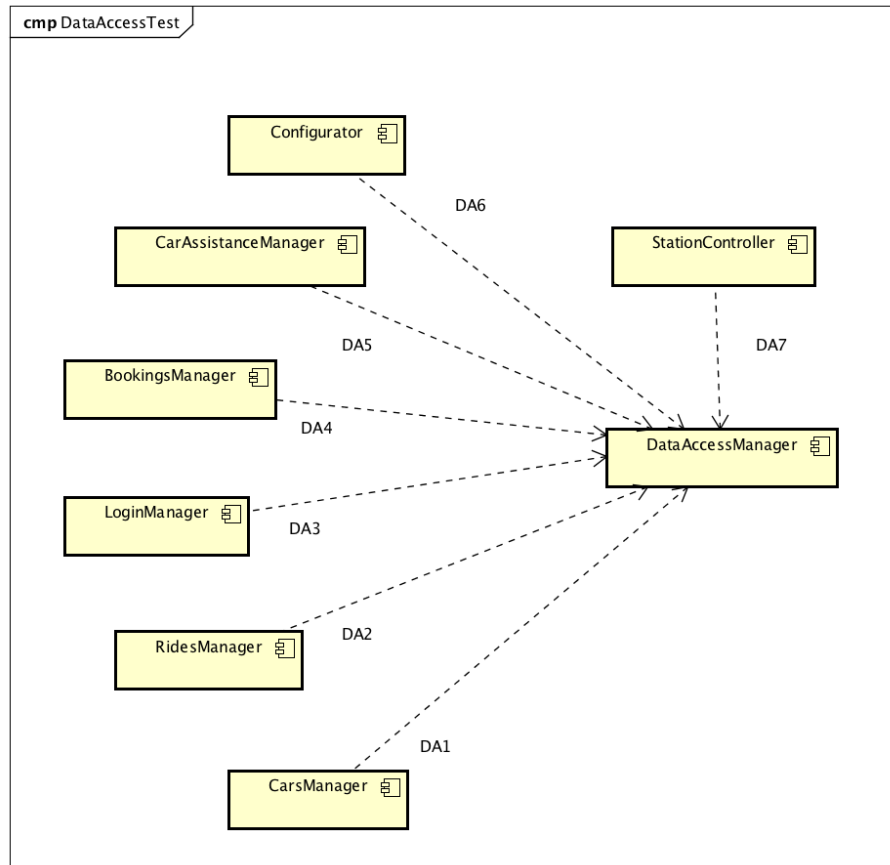 cmp DataAccessTest
Configurator
DA6
CarAssistanceManager
StationController
DA5
DA7
BookingsManager
DA4
DataAccessManager
LoginManager
DA3
RidesManager
DA2
DA1
CarsManager